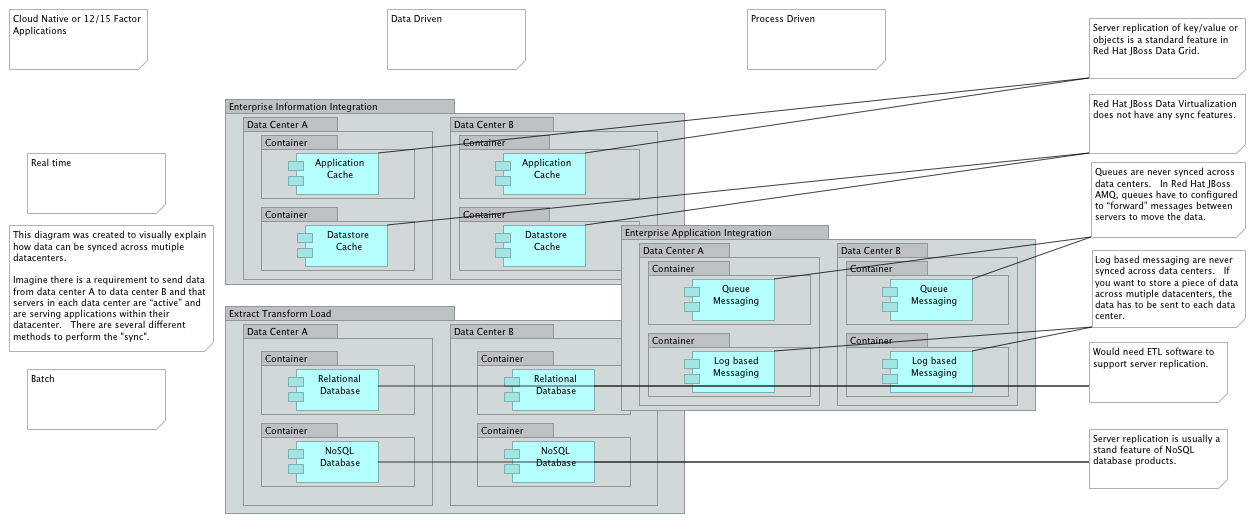 Cloud Native or 12/15 Factor
Applications
Data Driven
Process Driven
Server replication of key/value or
objects is a standard feature in
Red Hat JBoss Data Grid.
Red Hat JBoss Data Virtualization
does not have any sync features.
Queues are never synced across
data centers.   In Red Hat JBoss
AMQ, queues have to configured
to "forward" messages between
servers to move the data.
Log based messaging are never
synced across data centers.   If
you want to store a piece of data
across mutiple datacenters, the
data has to be sent to each data
center.
Would need ETL software to
support server replication.
Server replication is usually a
stand feature of NoSQL
database products.
Real time
This diagram was created to visually explain
how data can be synced across mutiple
datacenters.
Imagine there is a requirement to send data
from data center A to data center B and that
servers in each data center are "active" and
are serving applications within their
datacenter.   There are several different
methods to perform the "sync".
Batch
Enterprise Information Integration
Data Center A
Container
Application
Cache
Container
Datastore
Cache
Data Center B
Container
Application
Cache
Container
Datastore
Cache
Enterprise Application Integration
Data Center A
Container
Queue
Messaging
Container
Log based
Messaging
Data Center B
Container
Queue
Messaging
Container
Log based
Messaging
Extract Transform Load
Data Center A
Container
Relational
Database
Container
NoSQL
Database
Data Center B
Container
Relational
Database
Container
NoSQL
Database